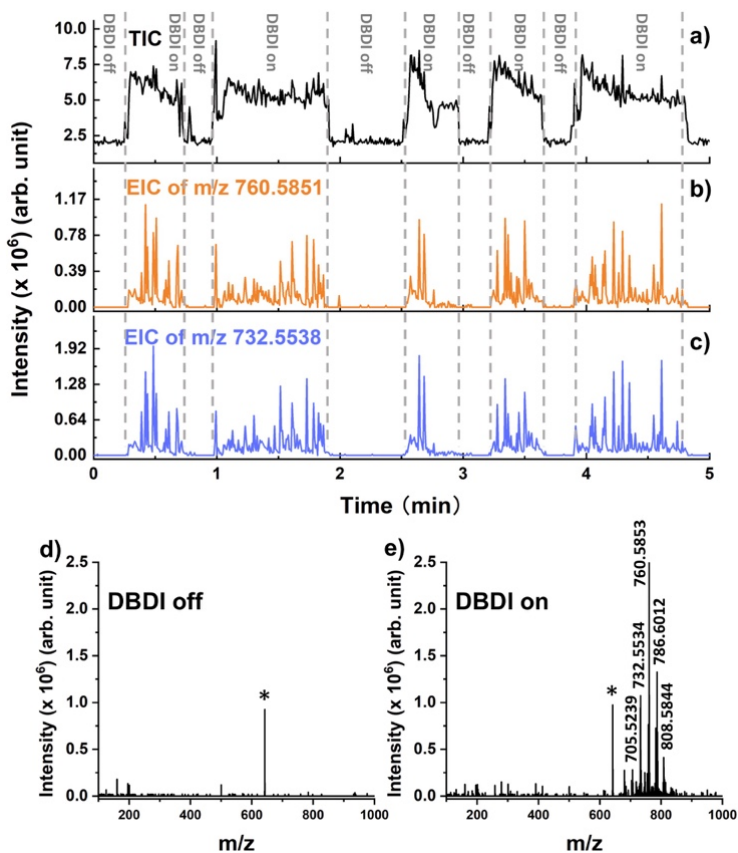 DBDI off
DBDI on
DBDI off
DBDI on
DBDI off
DBDI on
DBDI off
DBDI on
DBDI off
DBDI on
TIC
a)
10.0
7.5
5.0
2.5
EIC of m/z 760.5851
b)
1.17
0.78
0.39
0.00
EIC of m/z 732.5538
c)
1.92
1.28
0.64
0.00
Intensity (x 10⁶) (arb. unit)
0 1 2 3 4 5
Time (min)
d)
DBDI off
Intensity (x 10⁶) (arb. unit)
2.5
2.0
1.5
1.0
0.5
0.0
*
200 400 600 800 1000
m/z
e)
DBDI on
Intensity (x 10⁶) (arb. unit)
2.5
2.0
1.5
1.0
0.5
0.0
*
705.5239
732.5534
760.5853
786.6012
808.5844
200 400 600 800 1000
m/z